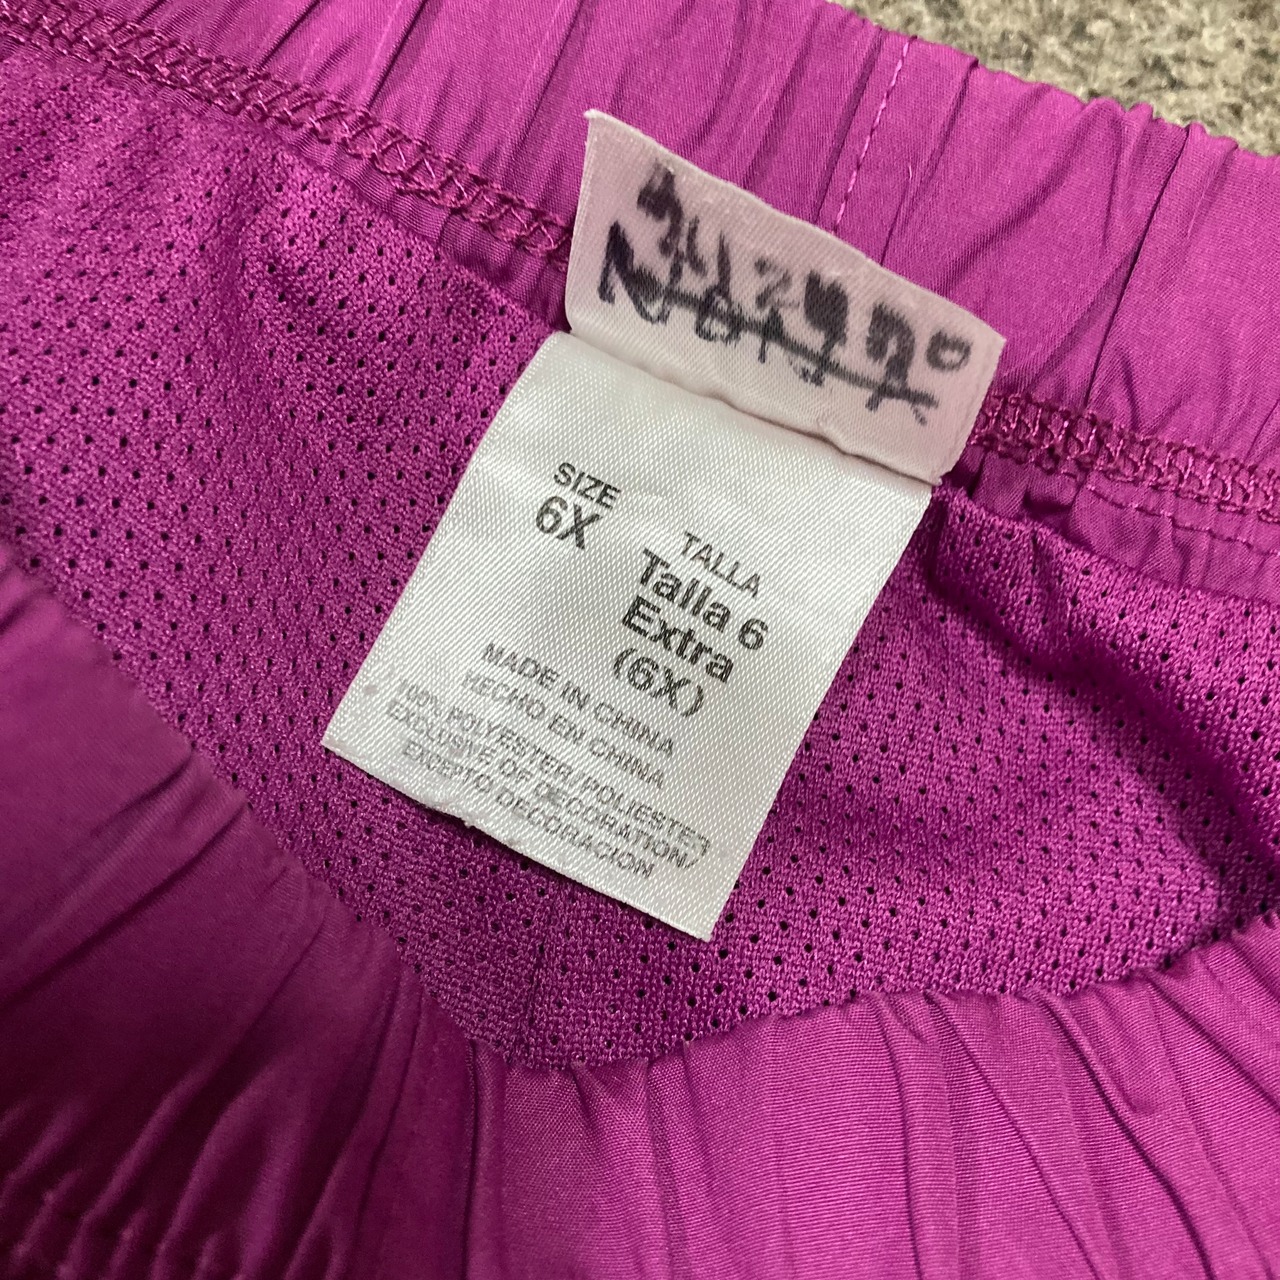 SIZE
6X
TALLA
Talla 6
Extra
(6X)
MADE IN CHINA
HECHO EN CHINA
100% POLYESTER/POLIESTER
EXCLUSIVE OF DECORATION/
EXCEPTO DECORACION